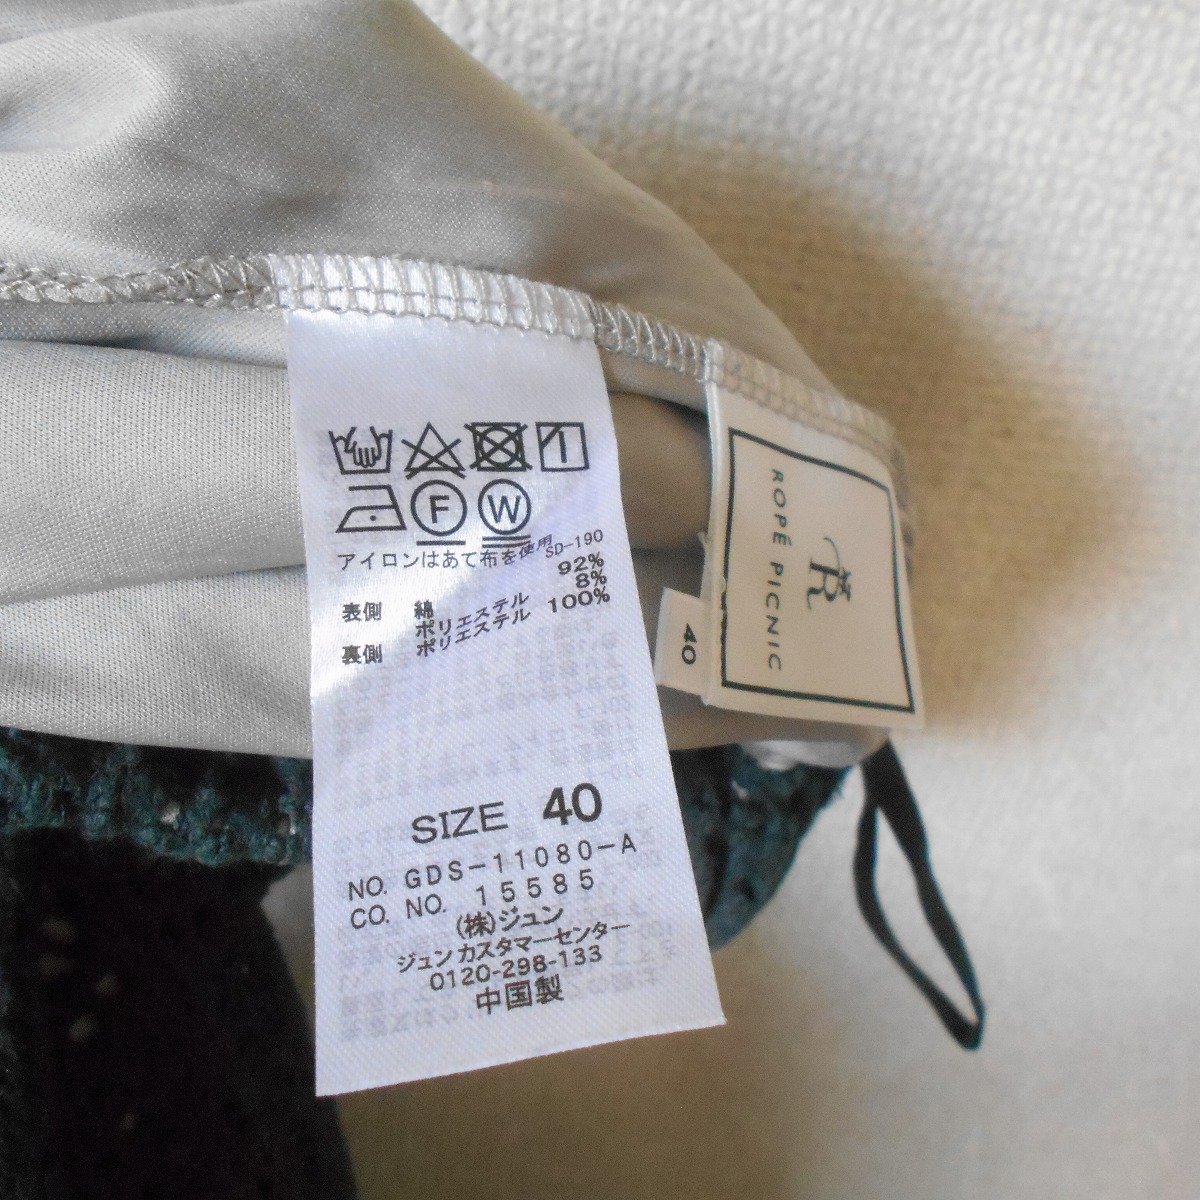 F W
アイロンはあて布を使用 SD-190
表側 綿 92%
ポリエステル 8%
裏側 ポリエステル 100%
SIZE 40
NO. GDS-11080-A
CO. NO. 15585
(株)ジュン
ジュンカスタマーセンター
0120-298-133
中国製
R
ROPÉ PICNIC
40